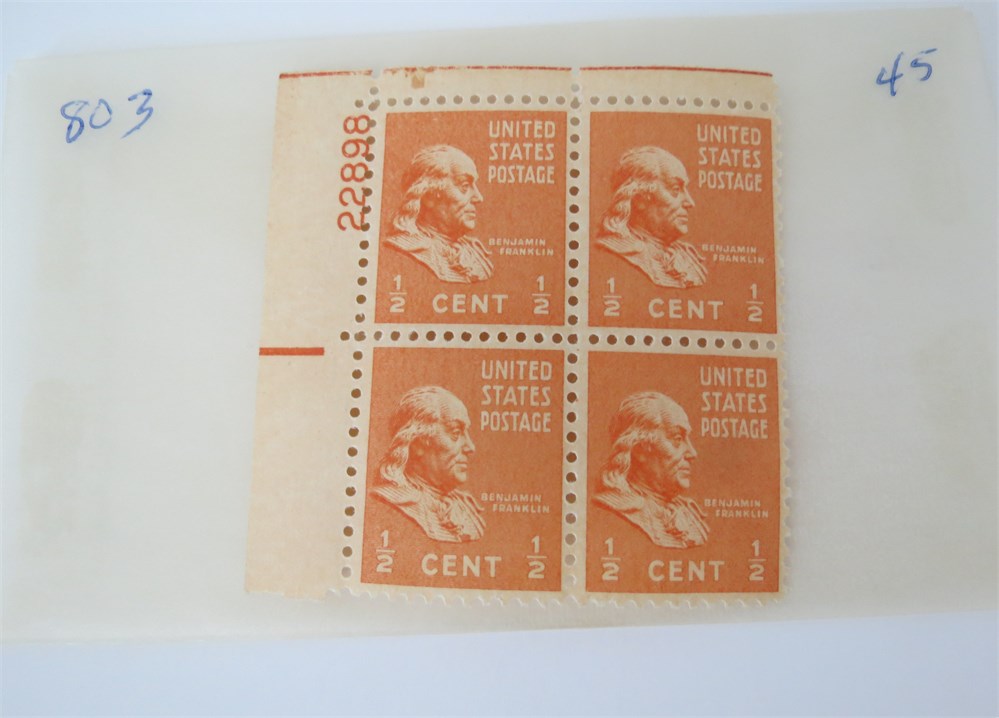 803
45
22898
UNITED
STATES
POSTAGE
BENJAMIN
FRANKLIN
1/2 CENT 1/2
UNITED
STATES
POSTAGE
BENJAMIN
FRANKLIN
1/2 CENT 1/2
UNITED
STATES
POSTAGE
BENJAMIN
FRANKLIN
1/2 CENT 1/2
UNITED
STATES
POSTAGE
BENJAMIN
FRANKLIN
1/2 CENT 1/2